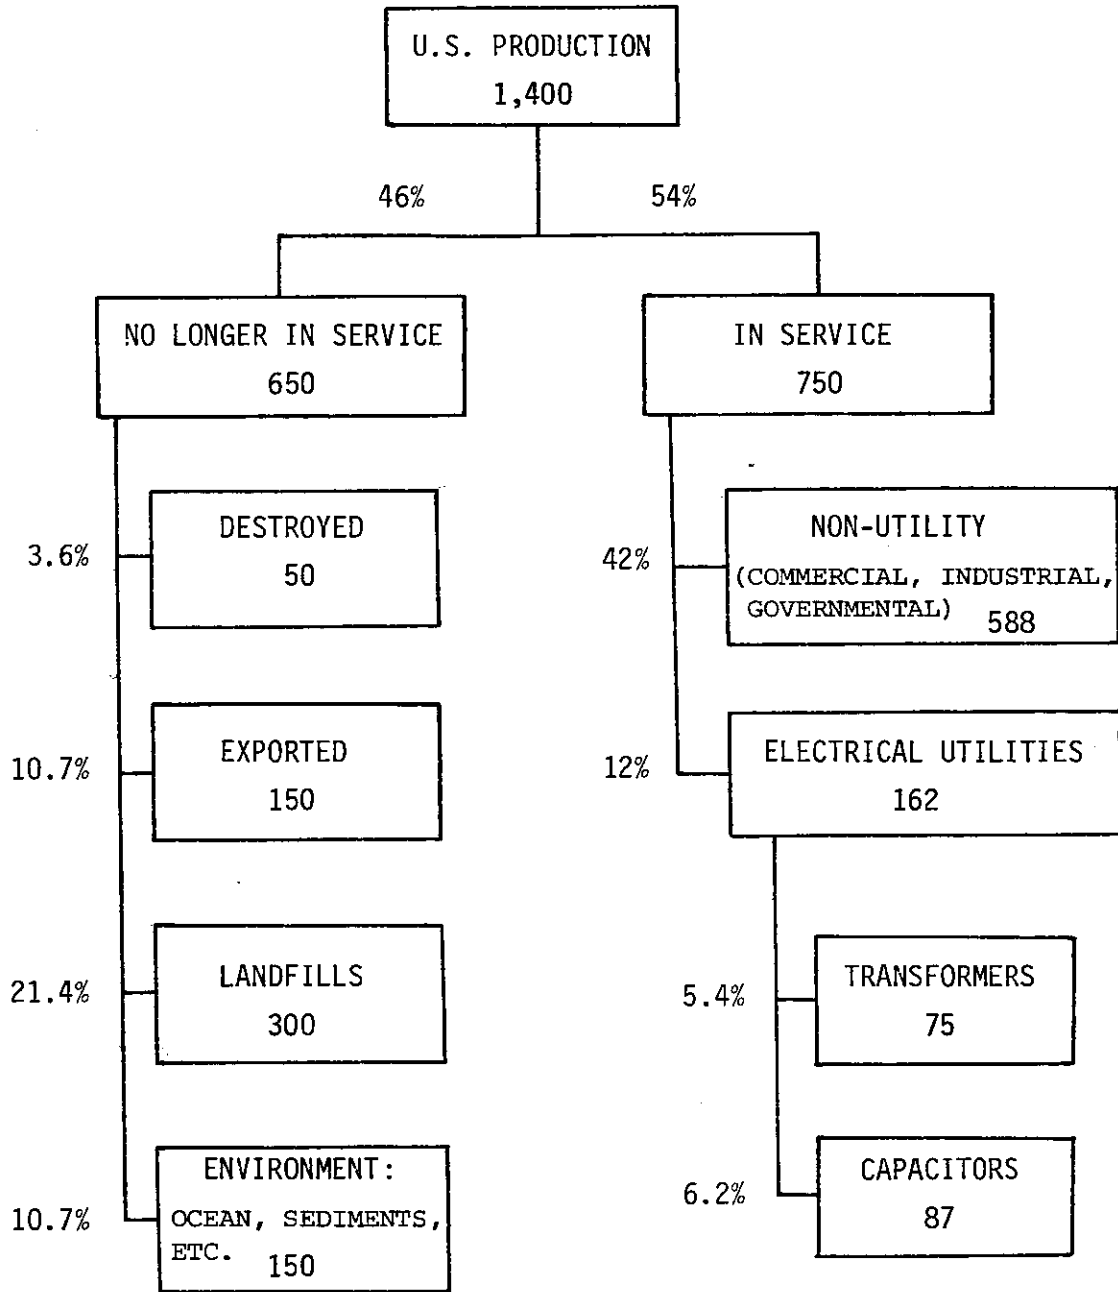 U.S. PRODUCTION
1,400
46%
54%
NO LONGER IN SERVICE
650
IN SERVICE
750
3.6%
DESTROYED
50
42%
NON-UTILITY
(COMMERCIAL, INDUSTRIAL,
GOVERNMENTAL) 588
10.7%
EXPORTED
150
12%
ELECTRICAL UTILITIES
162
21.4%
LANDFILLS
300
5.4%
TRANSFORMERS
75
10.7%
ENVIRONMENT:
OCEAN, SEDIMENTS,
ETC.
150
6.2%
CAPACITORS
87